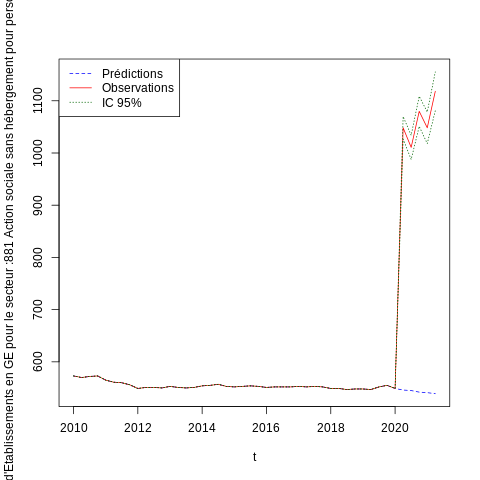 d'Etablissements en GE pour le secteur :881 Action sociale sans hébergement pour
Prédictions
Observations
IC 95%
1100
1000
900
800
700
600
2010
2012
2014
2016
2018
2020
t